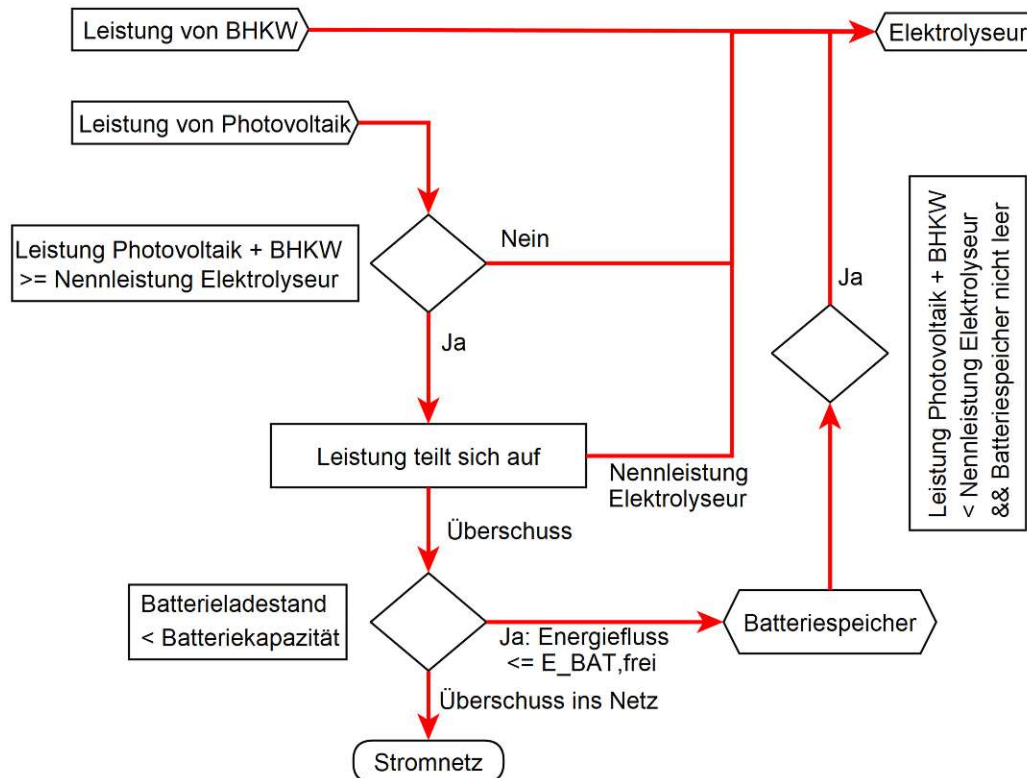 Leistung von BHKW
Elektrolyseur
Leistung von Photovoltaik
Leistung Photovoltaik + BHKW
>= Nennleistung Elektrolyseur
Nein
Ja
Ja
Leistung Photovoltaik + BHKW
< Nennleistung Elektrolyseur
&& Batteriespeicher nicht leer
Leistung teilt sich auf
Nennleistung
Elektrolyseur
Überschuss
Batterieladestand
< Batteriekapazität
Ja: Energiefluss
<= E_BAT,frei
Batteriespeicher
Überschuss ins Netz
Stromnetz